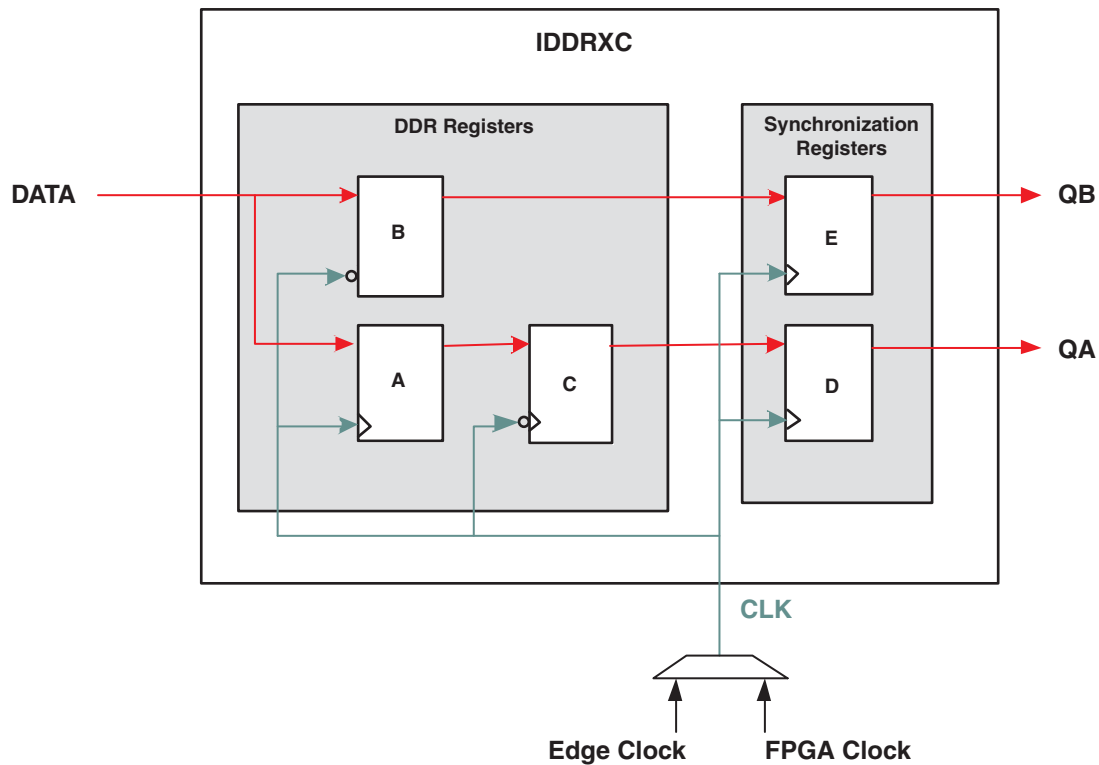 IDDRXC
DDR Registers
Synchronization
Registers
DATA
B
E
QB
A
C
D
QA
CLK
Edge Clock
FPGA Clock